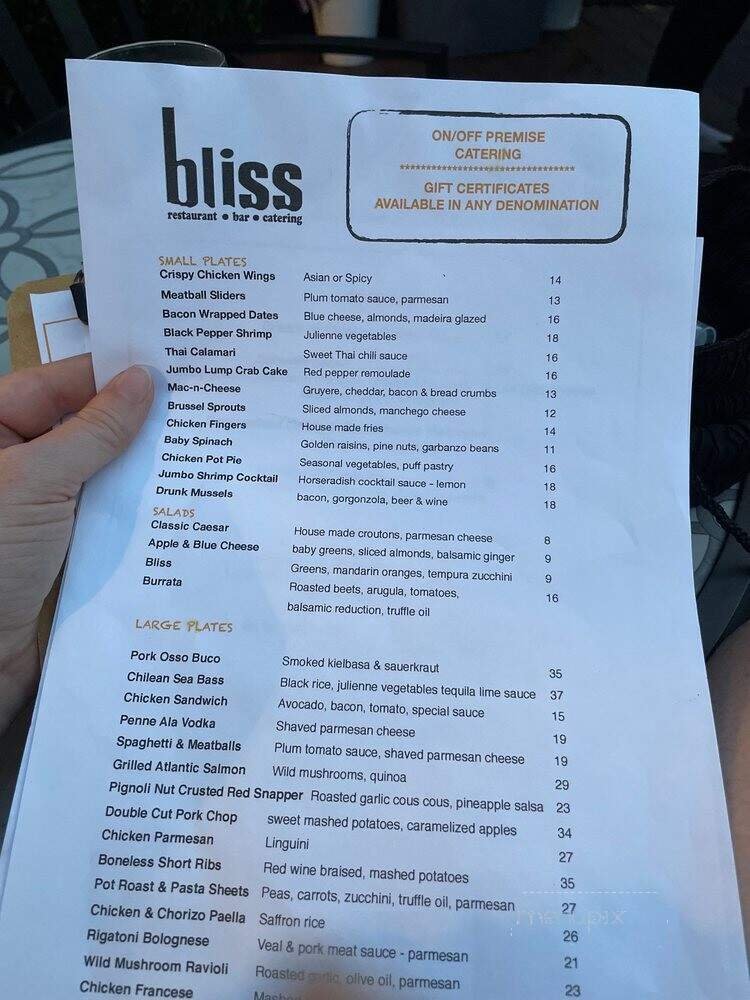 bliss
restaurant • bar • catering
ON/OFF PREMISE
CATERING
**********************************
GIFT CERTIFICATES
AVAILABLE IN ANY DENOMINATION
SMALL PLATES
Crispy Chicken Wings Asian or Spicy 14
Meatball Sliders Plum tomato sauce, parmesan 13
Bacon Wrapped Dates Blue cheese, almonds, madeira glazed 16
Black Pepper Shrimp Julienne vegetables 18
Thai Calamari Sweet Thai chili sauce 16
Jumbo Lump Crab Cake Red pepper remoulade 16
Mac-n-Cheese Gruyere, cheddar, bacon & bread crumbs 13
Brussel Sprouts Sliced almonds, manchego cheese 12
Chicken Fingers House made fries 14
Baby Spinach Golden raisins, pine nuts, garbanzo beans 11
Chicken Pot Pie Seasonal vegetables, puff pastry 16
Jumbo Shrimp Cocktail Horseradish cocktail sauce - lemon 18
Drunk Mussels bacon, gorgonzola, beer & wine 18
SALADS
Classic Caesar House made croutons, parmesan cheese 8
Apple & Blue Cheese baby greens, sliced almonds, balsamic ginger 9
Bliss Greens, mandarin oranges, tempura zucchini 9
Burrata Roasted beets, arugula, tomatoes, 16
balsamic reduction, truffle oil
LARGE PLATES
Pork Osso Buco Smoked kielbasa & sauerkraut 35
Chilean Sea Bass Black rice, julienne vegetables tequila lime sauce 37
Chicken Sandwich Avocado, bacon, tomato, special sauce 15
Penne Ala Vodka Shaved parmesan cheese 19
Spaghetti & Meatballs Plum tomato sauce, shaved parmesan cheese 19
Grilled Atlantic Salmon Wild mushrooms, quinoa 29
Pignoli Nut Crusted Red Snapper Roasted garlic cous cous, pineapple salsa 23
Double Cut Pork Chop sweet mashed potatoes, caramelized apples 34
Chicken Parmesan Linguini 27
Boneless Short Ribs Red wine braised, mashed potatoes 35
Pot Roast & Pasta Sheets Peas, carrots, zucchini, truffle oil, parmesan 27
Chicken & Chorizo Paella Saffron rice 26
Rigatoni Bolognese Veal & pork meat sauce - parmesan 21
Wild Mushroom Ravioli Roasted garlic, olive oil, parmesan 23
Chicken Francese
menupix